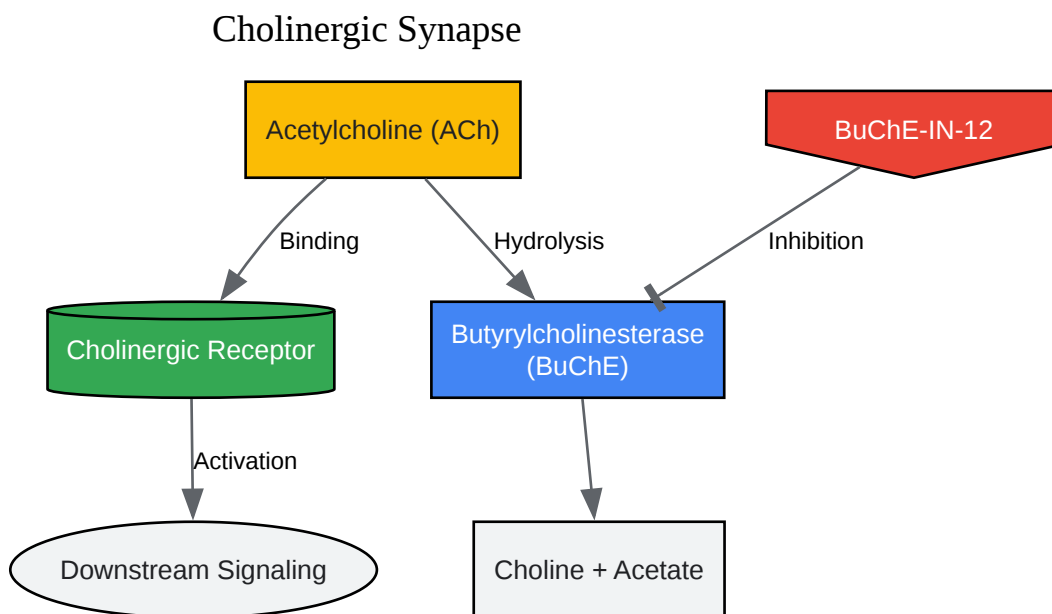 Cholinergic Synapse
Acetylcholine (ACh)
BuChE-IN-12
Binding
Hydrolysis
Inhibition
Cholinergic Receptor
Butyrylcholinesterase
(BuChE)
Activation
Downstream Signaling
Choline + Acetate